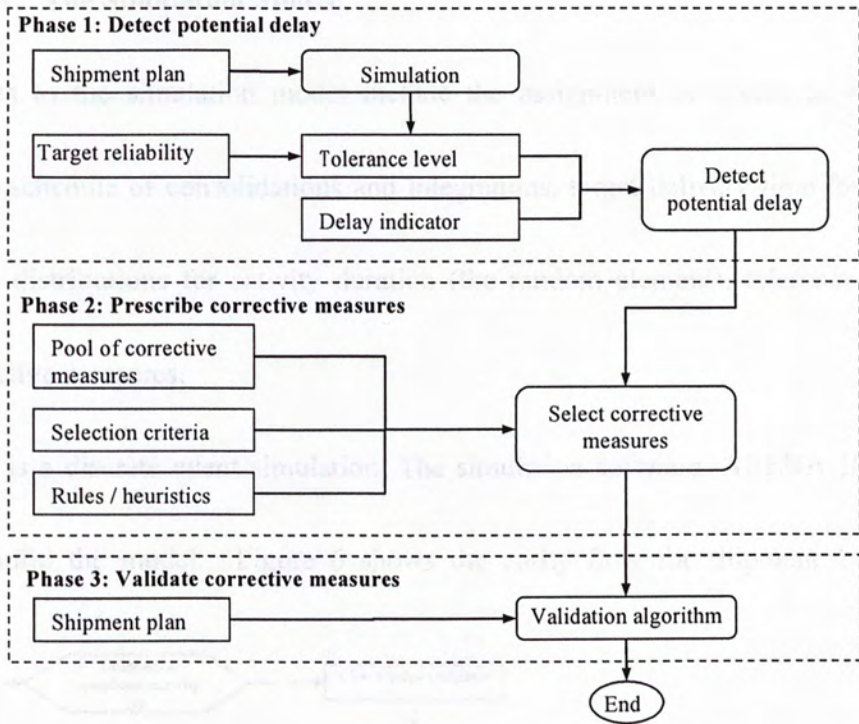 Phase 1: Detect potential delay
Shipment plan
Simulation
Target reliability
Tolerance level
Delay indicator
Detect
potential delay
Phase 2: Prescribe corrective measures
Pool of corrective
measures
Selection criteria
Rules / heuristics
Select corrective
measures
Phase 3: Validate corrective measures
Shipment plan
Validation algorithm
End